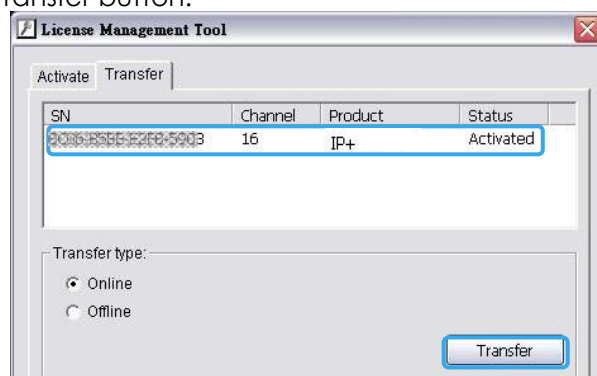 License Management Tool
Activate Transfer
SN Channel Product Status
16 IP+ Activated
Transfer type:
Online
Offline
Transfer